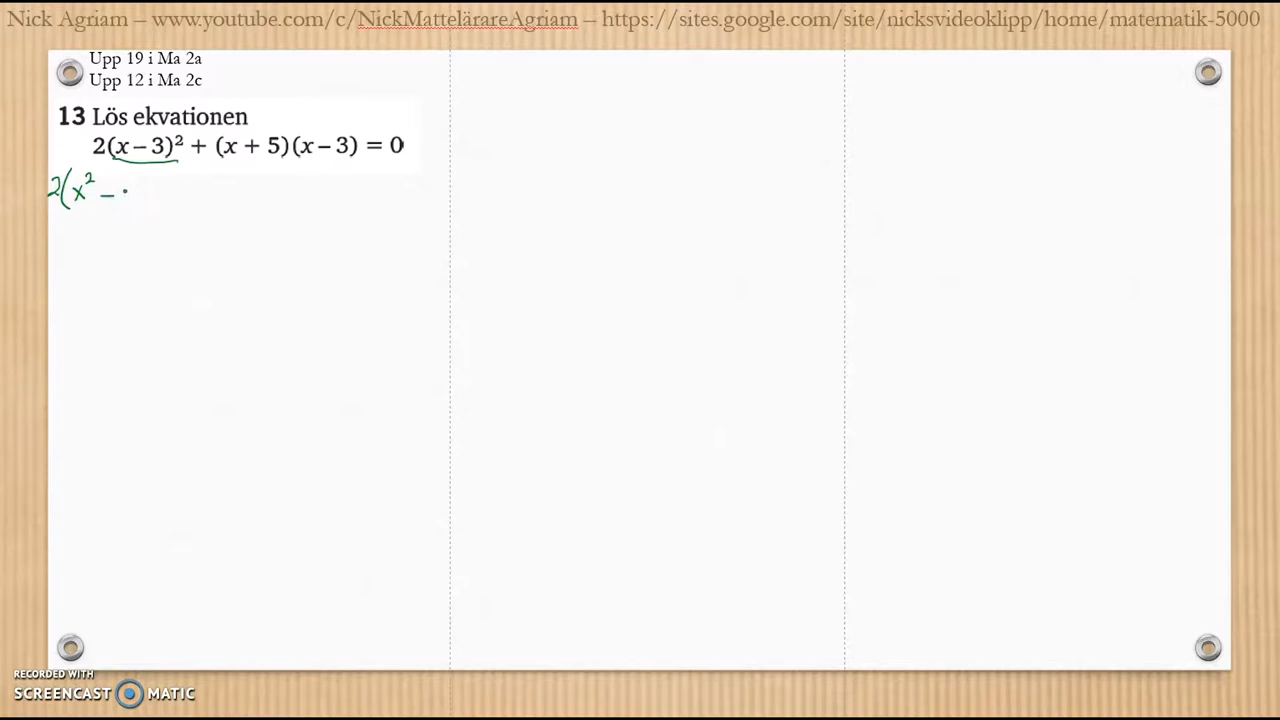 Nick Agriam – www.youtube.com/c/NickMattelärareAgriam – https://sites.google.com/site/nicksvideoklipp/home/matematik-5000
Upp 19 i Ma 2a
Upp 12 i Ma 2c
13 Lös ekvationen
2(x – 3)² + (x + 5)(x – 3) = 0
2(x² –
RECORDED WITH
SCREENCAST MATIC